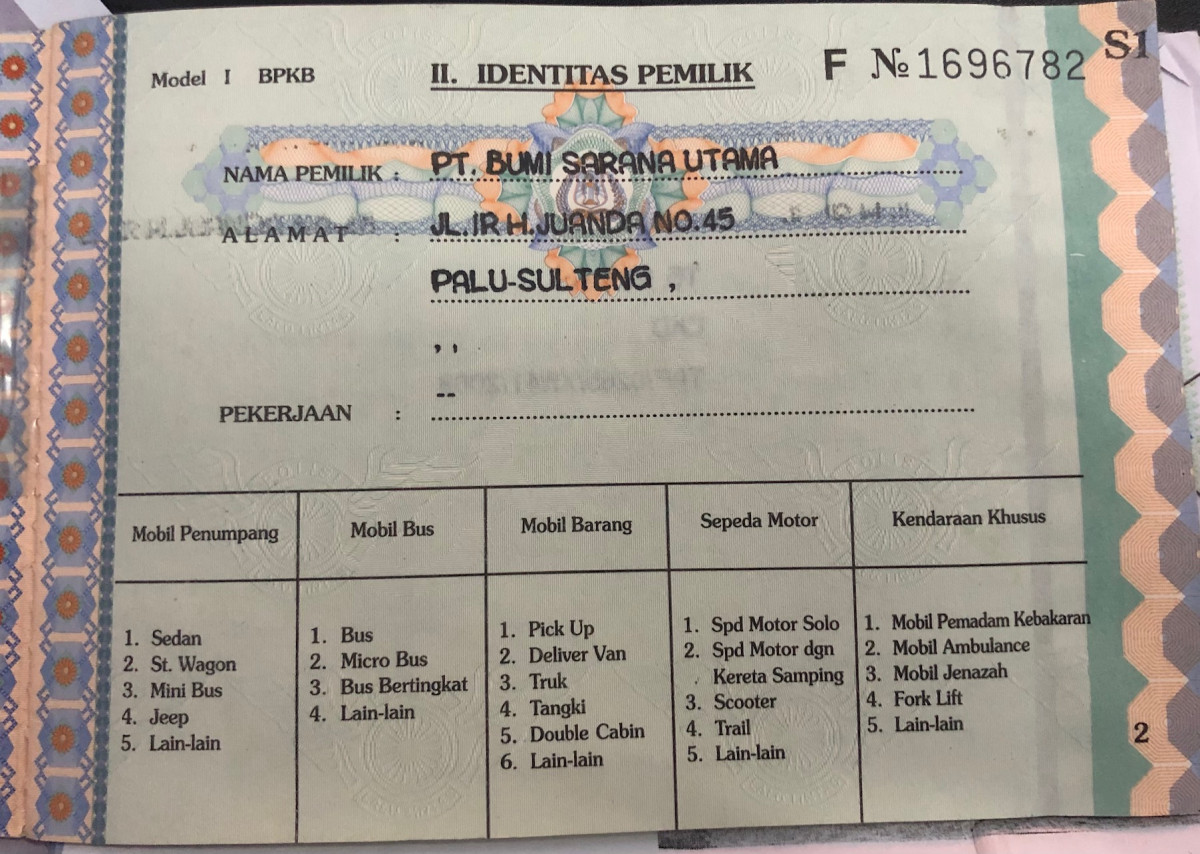 Model I BPKB
II. IDENTITAS PEMILIK
F № 1696782
S1
NAMA PEMILIK : PT. BUMI SARANA UTAMA
ALAMAT : JL.IR H.JUANDA NO.45
PALU-SULTENG ,
, ,
PEKERJAAN : --
Mobil Penumpang
1. Sedan
2. St. Wagon
3. Mini Bus
4. Jeep
5. Lain-lain
Mobil Bus
1. Bus
2. Micro Bus
3. Bus Bertingkat
4. Lain-lain
Mobil Barang
1. Pick Up
2. Deliver Van
3. Truk
4. Tangki
5. Double Cabin
6. Lain-lain
Sepeda Motor
1. Spd Motor Solo
2. Spd Motor dgn
Kereta Samping
3. Scooter
4. Trail
5. Lain-lain
Kendaraan Khusus
1. Mobil Pemadam Kebakaran
2. Mobil Ambulance
3. Mobil Jenazah
4. Fork Lift
5. Lain-lain
2